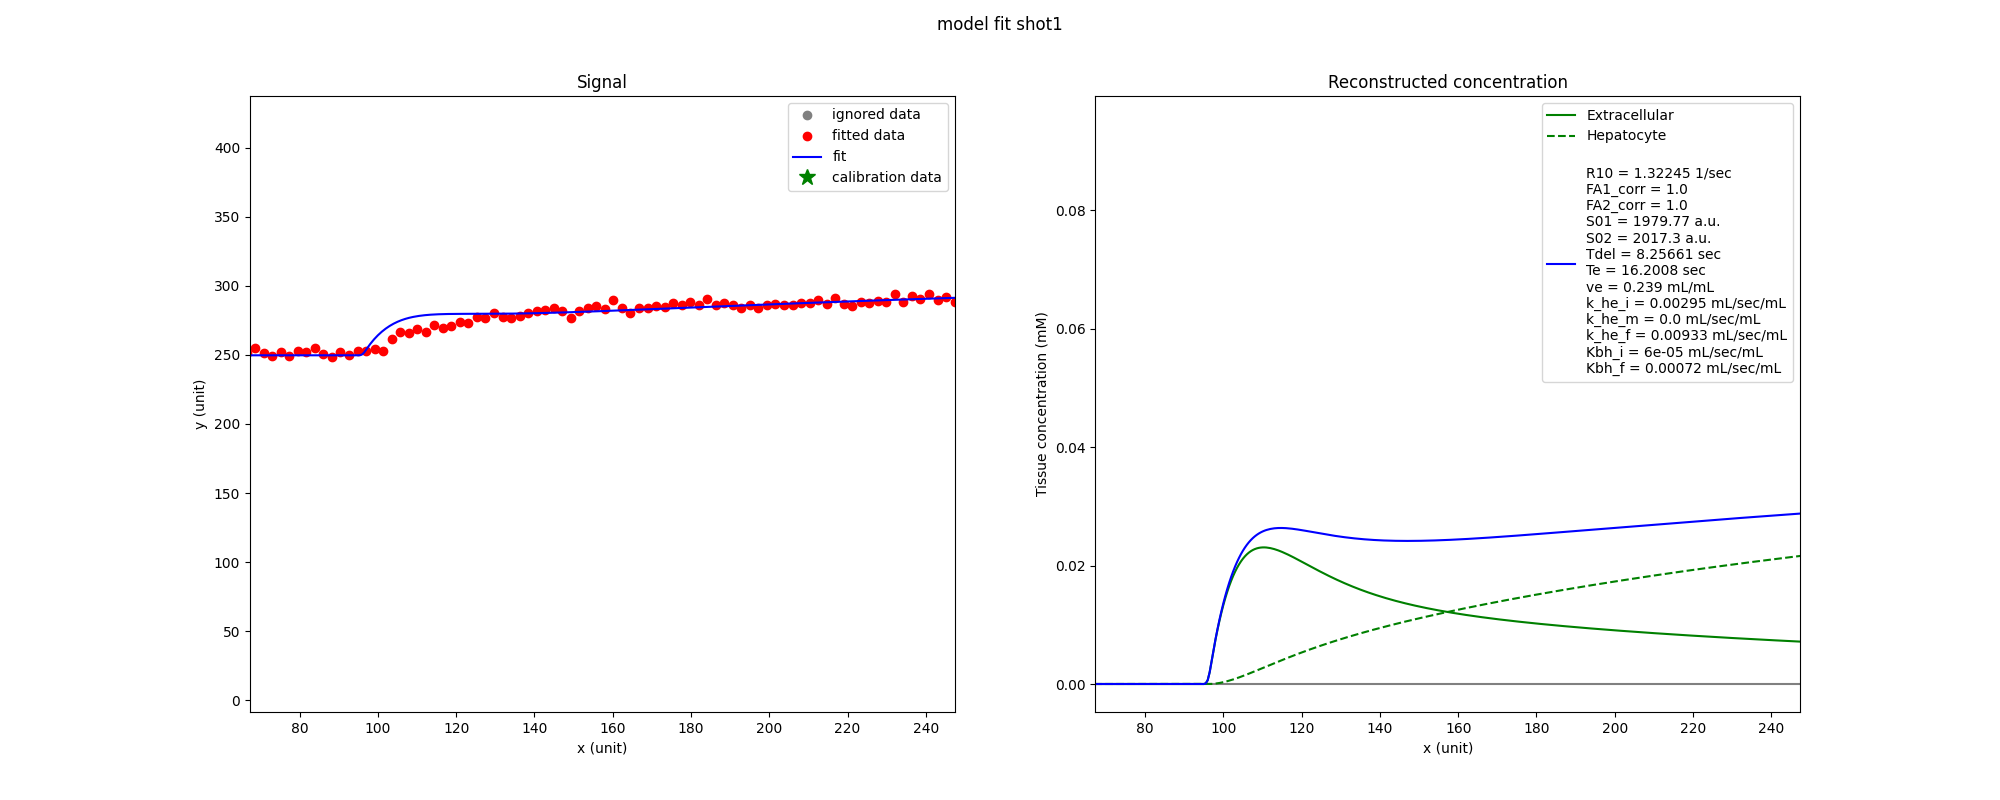 model fit shot1
Signal
ignored data
fitted data
fit
calibration data
400
350
300
250
200
150
100
50
0
y (unit)
80 100 120 140 160 180 200 220 240
x (unit)
Reconstructed concentration
Extracellular
Hepatocyte
R10 = 1.32245 1/sec
FA1_corr = 1.0
FA2_corr = 1.0
S01 = 1979.77 a.u.
S02 = 2017.3 a.u.
Tdel = 8.25661 sec
Te = 16.2008 sec
ve = 0.239 mL/mL
k_he_i = 0.00295 mL/sec/mL
k_he_m = 0.0 mL/sec/mL
k_he_f = 0.00933 mL/sec/mL
Kbh_i = 6e-05 mL/sec/mL
Kbh_f = 0.00072 mL/sec/mL
0.08
0.06
0.04
0.02
0.00
Tissue concentration (mM)
80 100 120 140 160 180 200 220 240
x (unit)